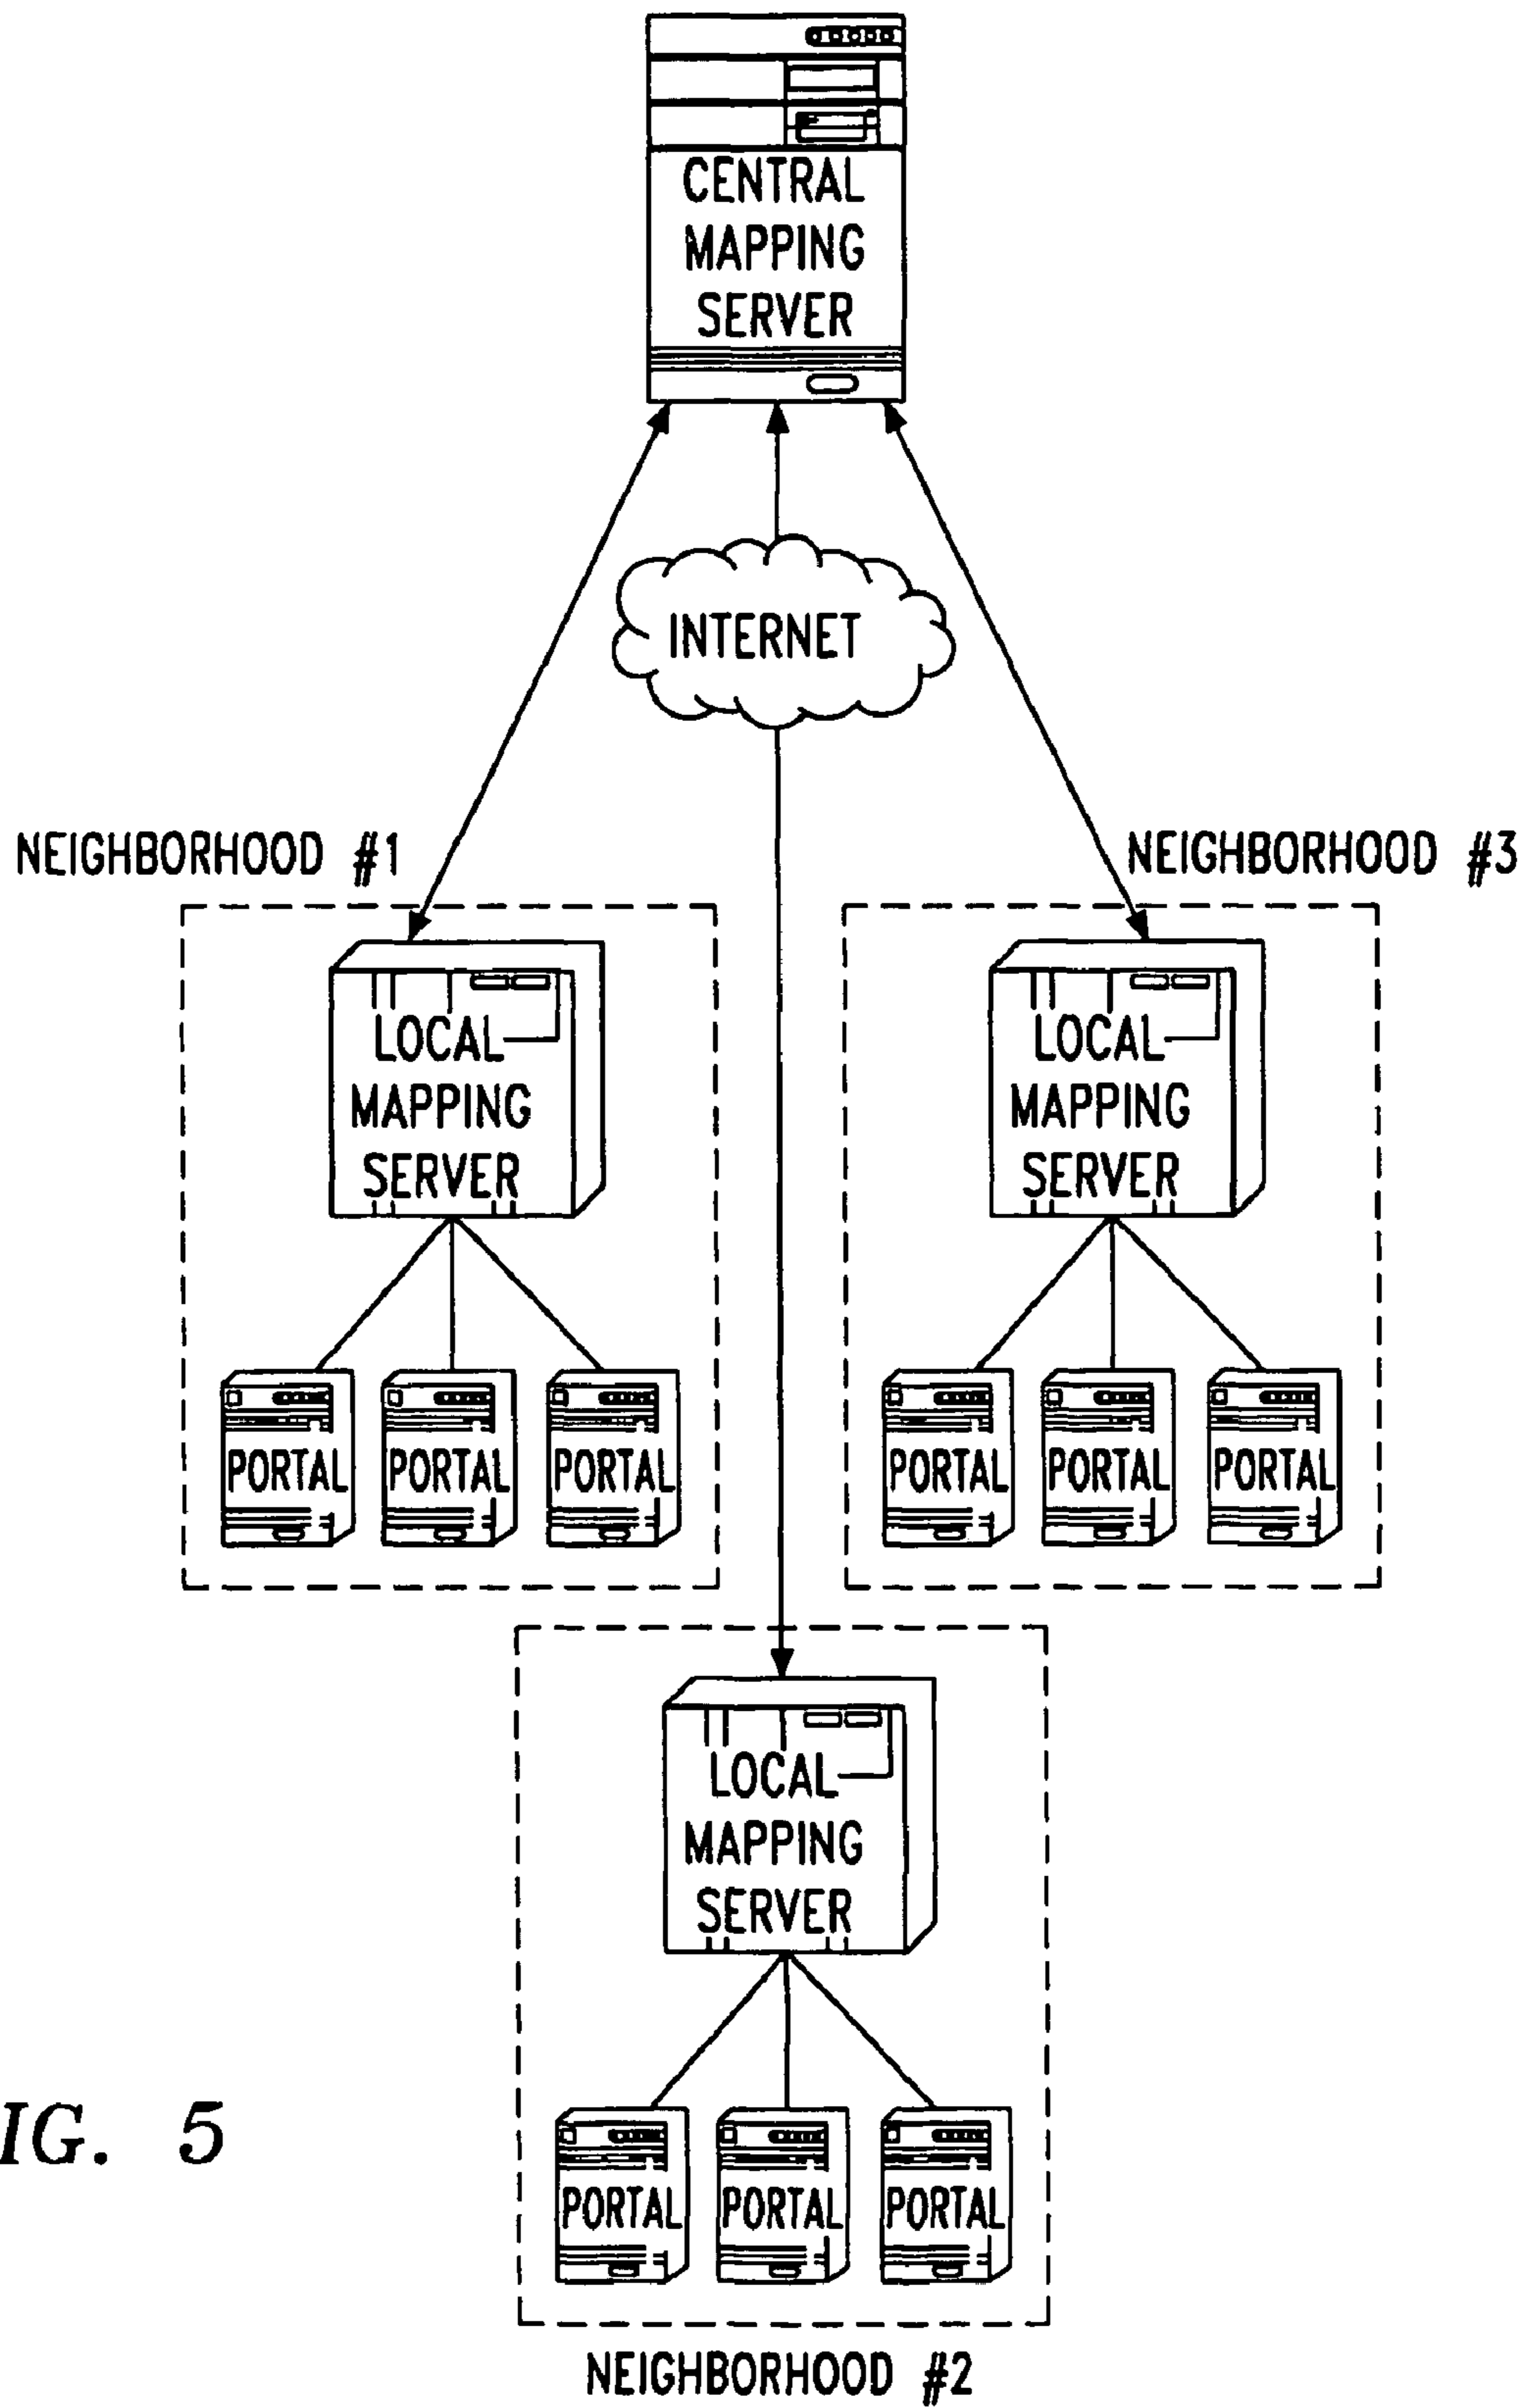 CENTRAL
MAPPING
SERVER
INTERNET
NEIGHBORHOOD #1
NEIGHBORHOOD #3
LOCAL
MAPPING
SERVER
LOCAL
MAPPING
SERVER
PORTAL PORTAL PORTAL
PORTAL PORTAL PORTAL
LOCAL
MAPPING
SERVER
IG. 5
PORTAL PORTAL PORTAL
NEIGHBORHOOD #2